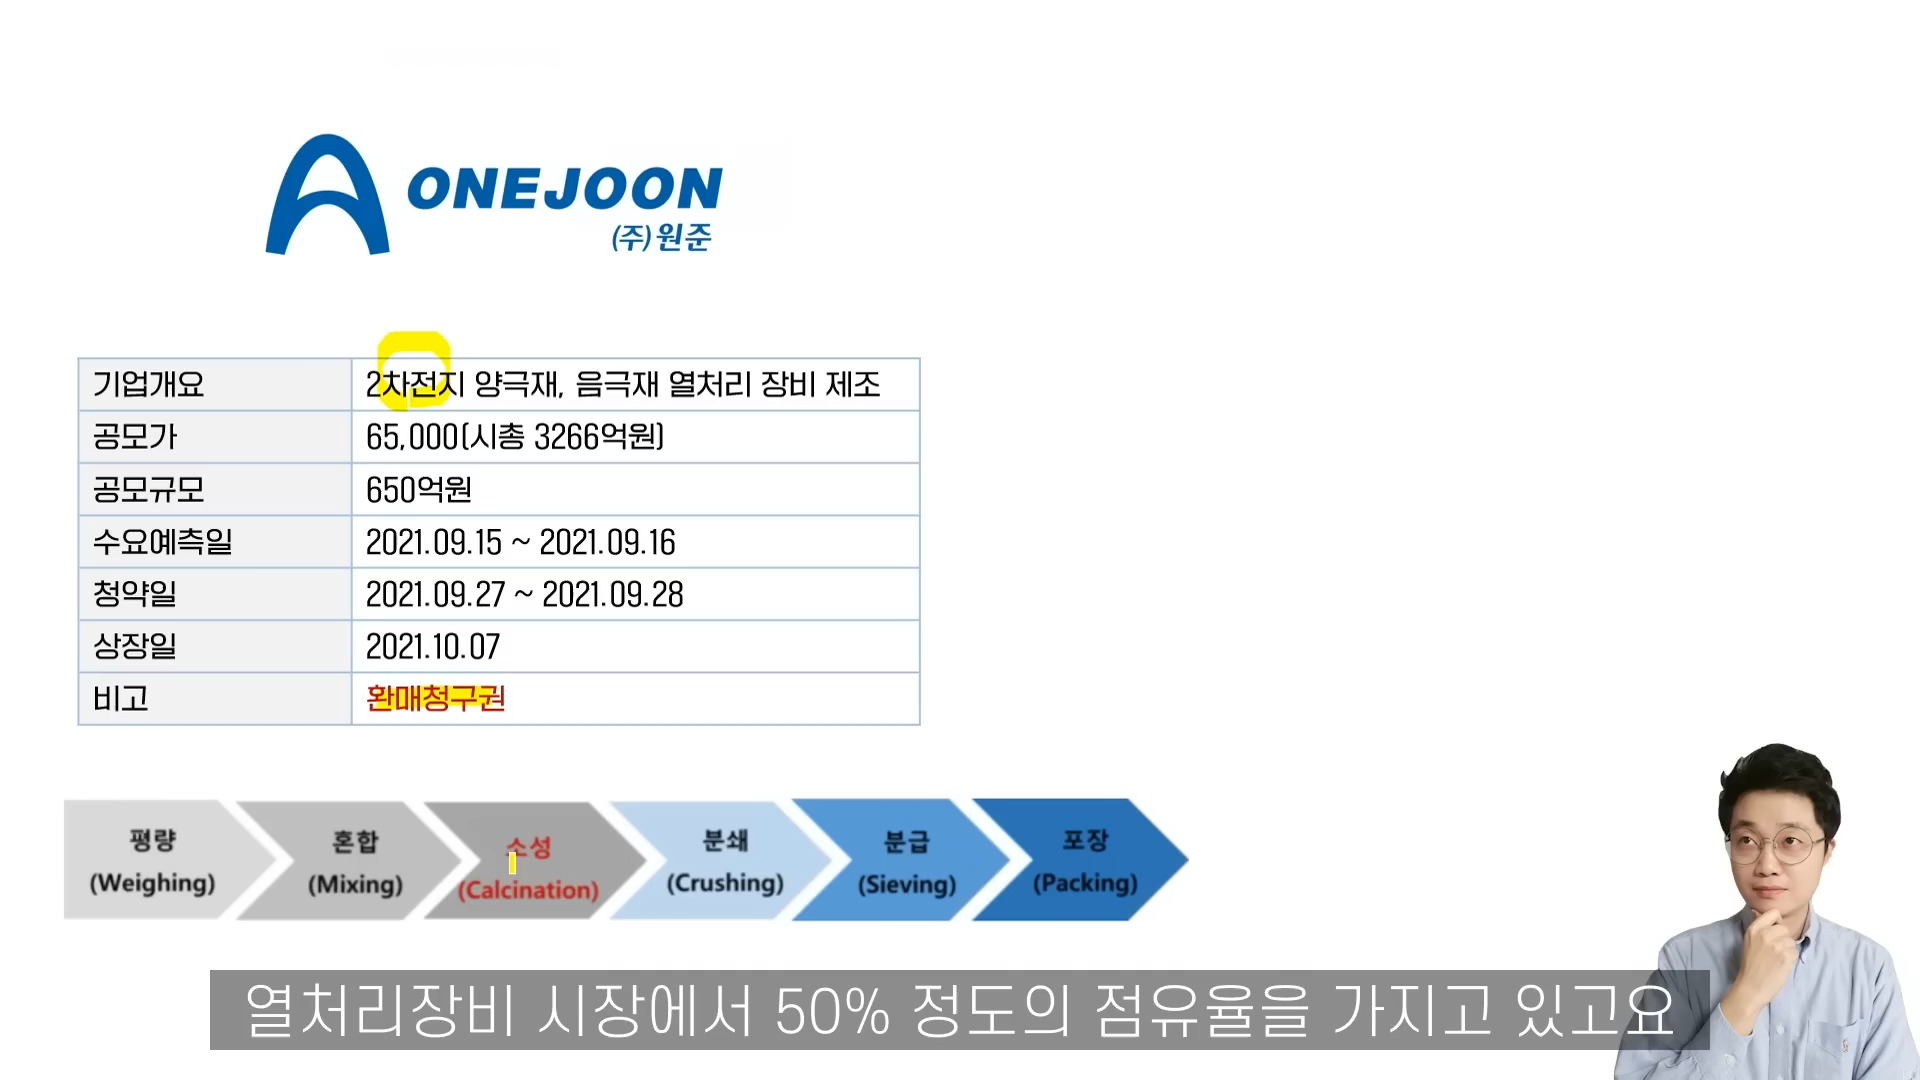 ONEJOON
(주)원준
기업개요 2차전지 양극재, 음극재 열처리 장비 제조
공모가 65,000(시총 3266억원)
공모규모 650억원
수요예측일 2021.09.15 ~ 2021.09.16
청약일 2021.09.27 ~ 2021.09.28
상장일 2021.10.07
비고 환매청구권
평량 혼합 소성 분쇄 분급 포장
(Weighing) (Mixing) (Calcination) (Crushing) (Sieving) (Packing)
열처리장비 시장에서 50% 정도의 점유율을 가지고 있고요